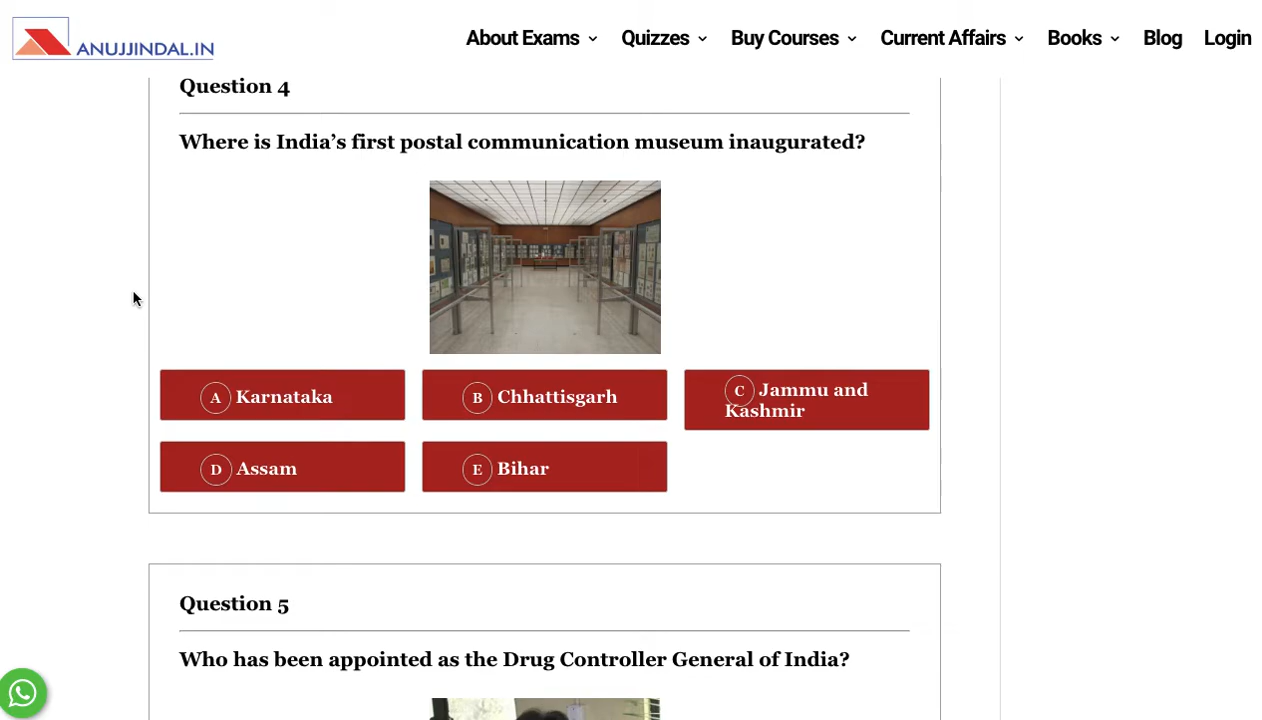 ANUJJINDAL.IN
About Exams Quizzes Buy Courses Current Affairs Books Blog Login
Question 4
Where is India’s first postal communication museum inaugurated?
A Karnataka
B Chhattisgarh
C Jammu and
Kashmir
D Assam
E Bihar
Question 5
Who has been appointed as the Drug Controller General of India?